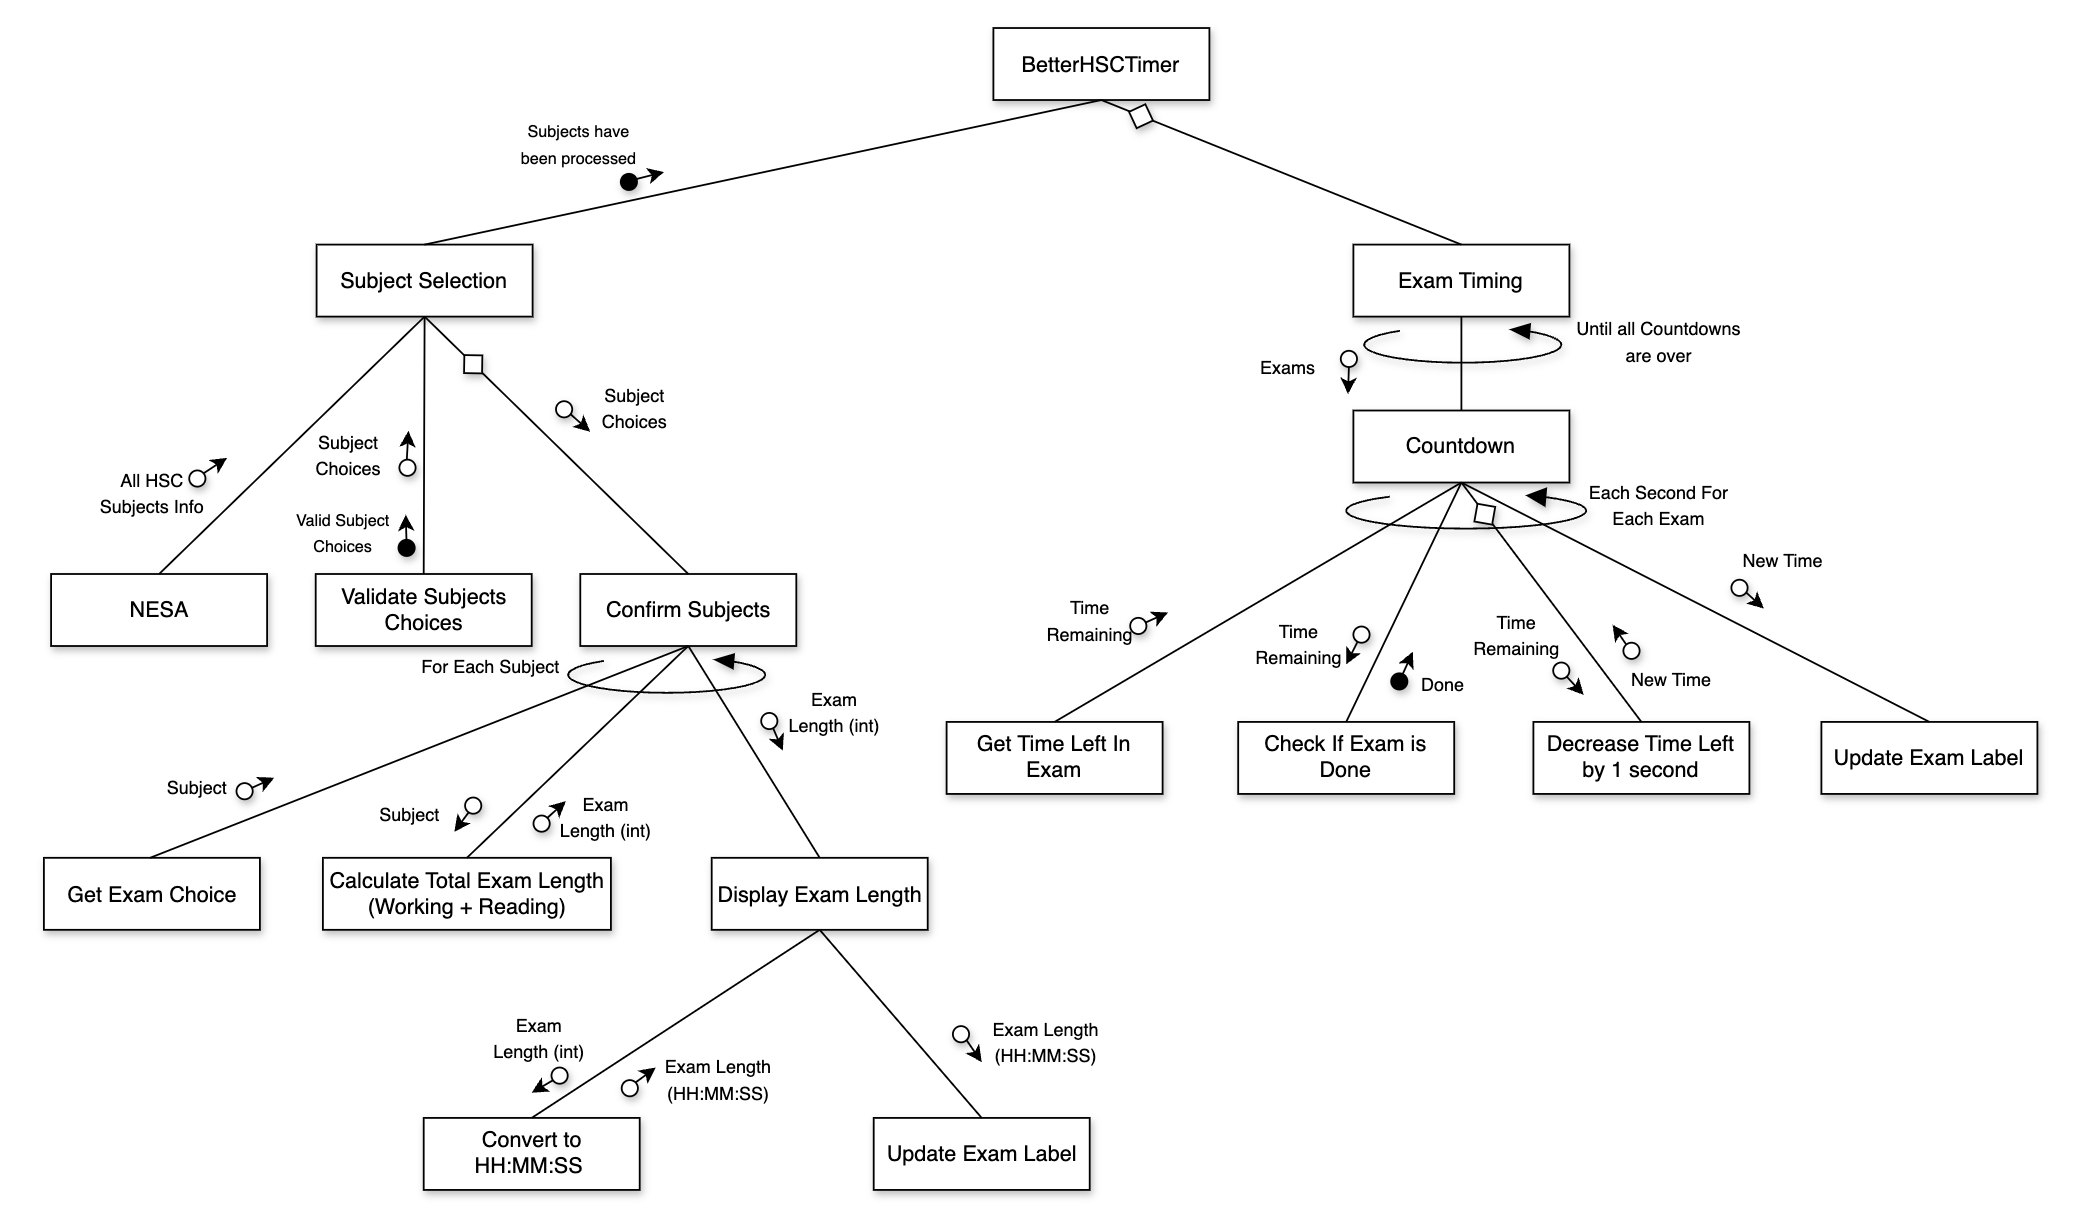 BetterHSCTimer
Subjects have
been processed
Subject Selection
Exam Timing
Until all Countdowns
are over
Exams
Subject
Choices
Countdown
Subject
Choices
All HSC
Subjects Info
Valid Subject
Choices
Each Second For
Each Exam
New Time
NESA
Validate Subjects
Choices
Confirm Subjects
Time
Remaining
Time
Remaining
Done
Time
Remaining
New Time
For Each Subject
Exam
Length (int)
Get Time Left In
Exam
Check If Exam is
Done
Decrease Time Left
by 1 second
Update Exam Label
Subject
Subject
Exam
Length (int)
Get Exam Choice
Calculate Total Exam Length
(Working + Reading)
Display Exam Length
Exam
Length (int)
Exam Length
(HH:MM:SS)
Exam Length
(HH:MM:SS)
Convert to
HH:MM:SS
Update Exam Label